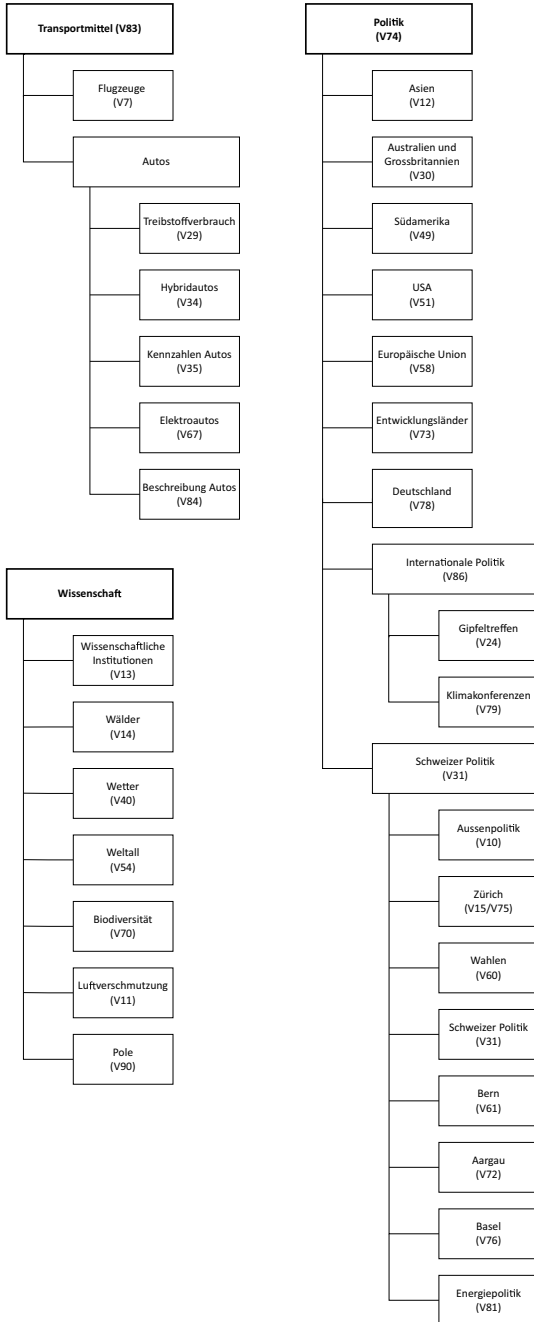 Transportmittel (V83)
Flugzeuge
(V7)
Autos
Treibstoffverbrauch
(V29)
Hybridautos
(V34)
Kennzahlen Autos
(V35)
Elektroautos
(V67)
Beschreibung Autos
(V84)
Wissenschaft
Wissenschaftliche
Institutionen
(V13)
Wälder
(V14)
Wetter
(V40)
Weltall
(V54)
Biodiversität
(V70)
Luftverschmutzung
(V11)
Pole
(V90)
Politik
(V74)
Asien
(V12)
Australien und
Grossbritannien
(V30)
Südamerika
(V49)
USA
(V51)
Europäische Union
(V58)
Entwicklungsländer
(V73)
Deutschland
(V78)
Internationale Politik
(V86)
Gipfeltreffen
(V24)
Klimakonferenzen
(V79)
Schweizer Politik
(V31)
Aussenpolitik
(V10)
Zürich
(V15/V75)
Wahlen
(V60)
Schweizer Politik
(V31)
Bern
(V61)
Aargau
(V72)
Basel
(V76)
Energiepolitik
(V81)